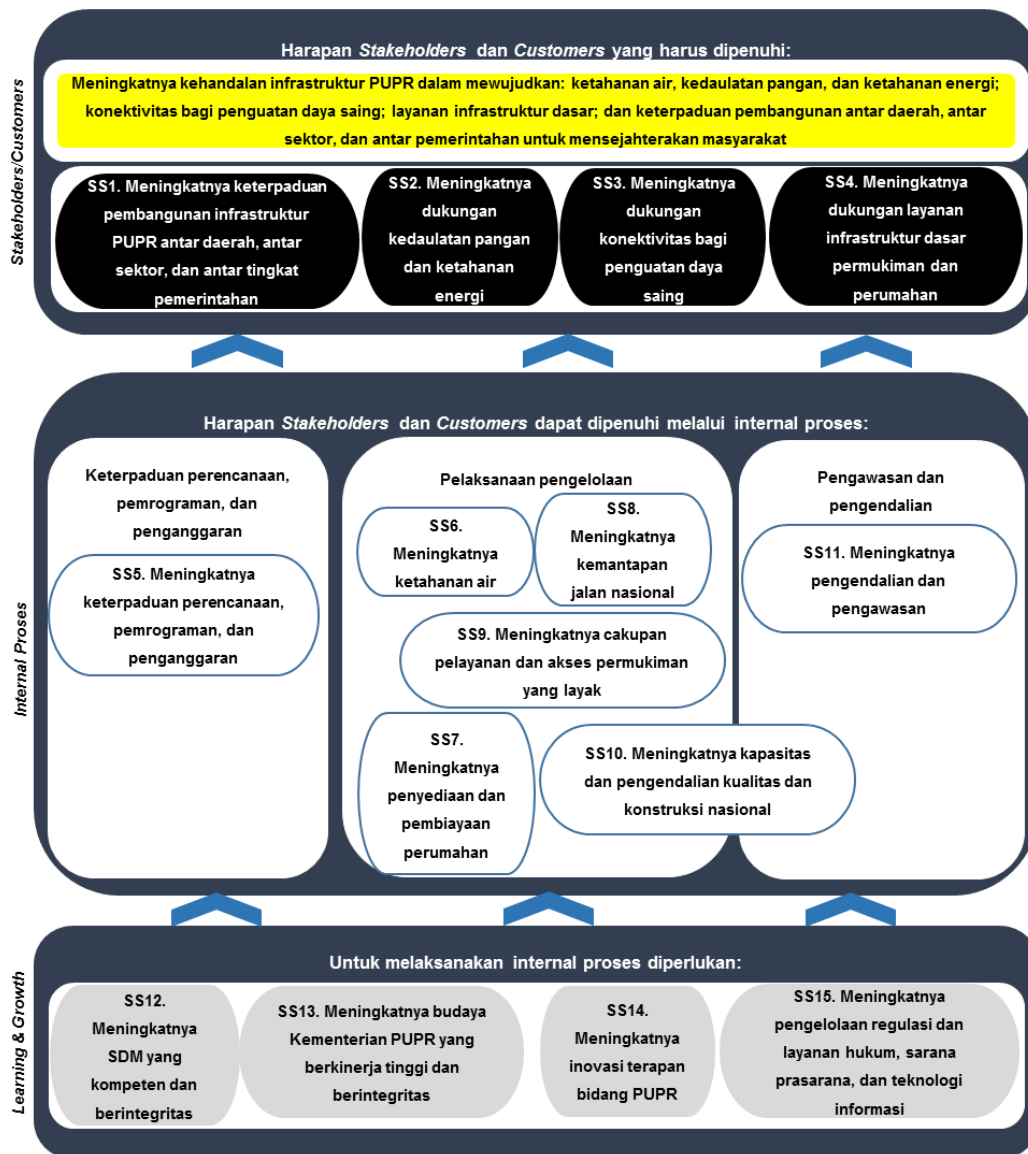 Stakeholders/Customers
Harapan Stakeholders dan Customers yang harus dipenuhi:
Meningkatnya kehandalan infrastruktur PUPR dalam mewujudkan: ketahanan air, kedaulatan pangan, dan ketahanan energi;
konektivitas bagi penguatan daya saing; layanan infrastruktur dasar; dan keterpaduan pembangunan antar daerah, antar
sektor, dan antar pemerintahan untuk mensejahterakan masyarakat
SS1. Meningkatnya keterpaduan
pembangunan infrastruktur
PUPR antar daerah, antar
sektor, dan antar tingkat
pemerintahan
SS2. Meningkatnya
dukungan
kedaulatan pangan
dan ketahanan
energi
SS3. Meningkatnya
dukungan
konektivitas bagi
penguatan daya
saing
SS4. Meningkatnya
dukungan layanan
infrastruktur dasar
permukiman dan
perumahan
Internal Proses
Harapan Stakeholders dan Customers dapat dipenuhi melalui internal proses:
Keterpaduan perencanaan,
pemrograman, dan
penganggaran
SS5. Meningkatnya
keterpaduan perencanaan,
pemrograman, dan
penganggaran
Pelaksanaan pengelolaan
SS6.
Meningkatnya
ketahanan air
SS8.
Meningkatnya
kemantapan
jalan nasional
SS9. Meningkatnya cakupan
pelayanan dan akses permukiman
yang layak
SS7.
Meningkatnya
penyediaan dan
pembiayaan
perumahan
SS10. Meningkatnya kapasitas
dan pengendalian kualitas dan
konstruksi nasional
Pengawasan dan
pengendalian
SS11. Meningkatnya
pengendalian dan
pengawasan
Learning & Growth
Untuk melaksanakan internal proses diperlukan:
SS12.
Meningkatnya
SDM yang
kompeten dan
berintegritas
SS13. Meningkatnya budaya
Kementerian PUPR yang
berkinerja tinggi dan
berintegritas
SS14.
Meningkatnya
inovasi terapan
bidang PUPR
SS15. Meningkatnya
pengelolaan regulasi dan
layanan hukum, sarana
prasarana, dan teknologi
informasi